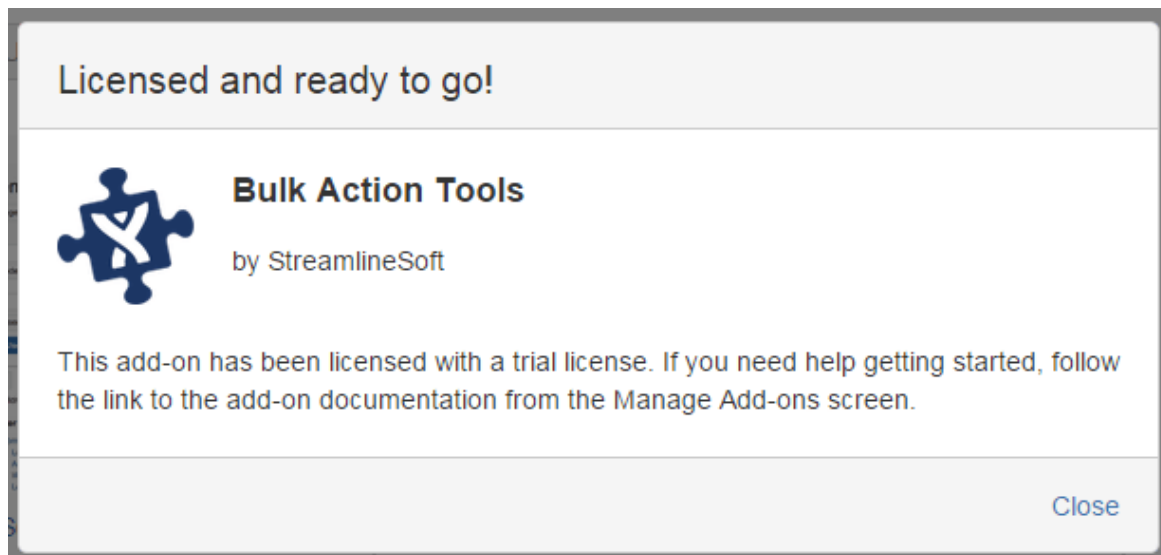 Licensed and ready to go!
Bulk Action Tools
by StreamlineSoft
This add-on has been licensed with a trial license. If you need help getting started, follow
the link to the add-on documentation from the Manage Add-ons screen.
Close